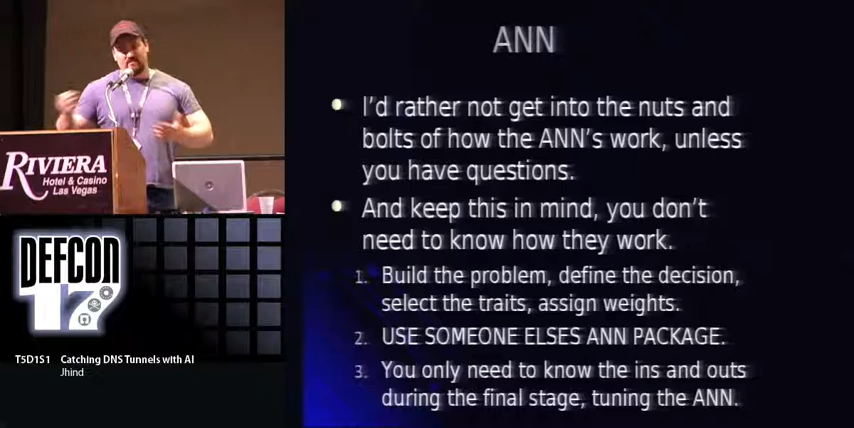 RIVIERA
Hotel & Casino
Las Vegas
DEFCON
17
T5D1S1 Catching DNS Tunnels with AI
Jhind
ANN
I'd rather not get into the nuts and
bolts of how the ANN's work, unless
you have questions.
And keep this in mind, you don't
need to know how they work.
1. Build the problem, define the decision,
select the traits, assign weights.
2. USE SOMEONE ELSES ANN PACKAGE.
3. You only need to know the ins and outs
during the final stage, tuning the ANN.